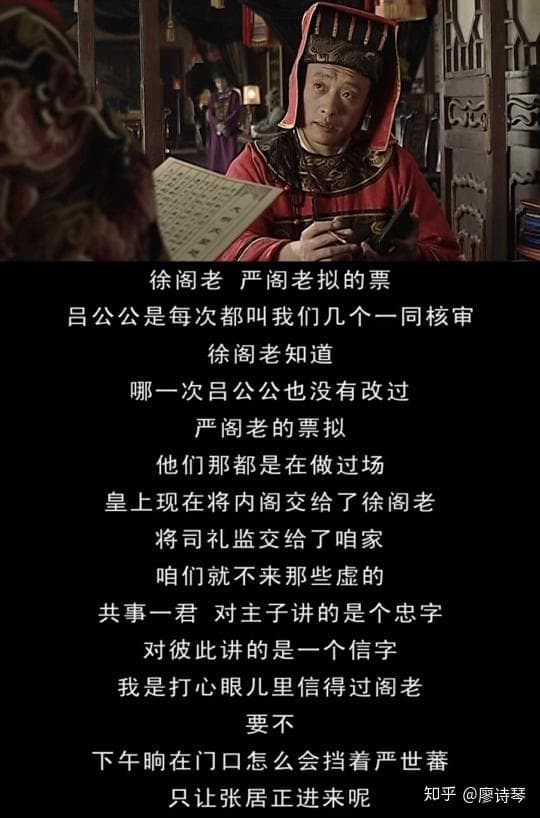 徐阁老 严阁老拟的票
吕公公是每次都叫我们几个一同核审
徐阁老知道
哪一次吕公公也没有改过
严阁老的票拟
他们那都是在做过场
皇上现在将内阁交给了徐阁老
将司礼监交给了咱家
咱们就不来那些虚的
共事一君 对主子讲的是个忠字
对彼此讲的是一个信字
我是打心眼儿里信得过阁老
要不
下午晌在门口怎么会挡着严世蕃
只让张居正进来呢
知乎 @廖诗琴